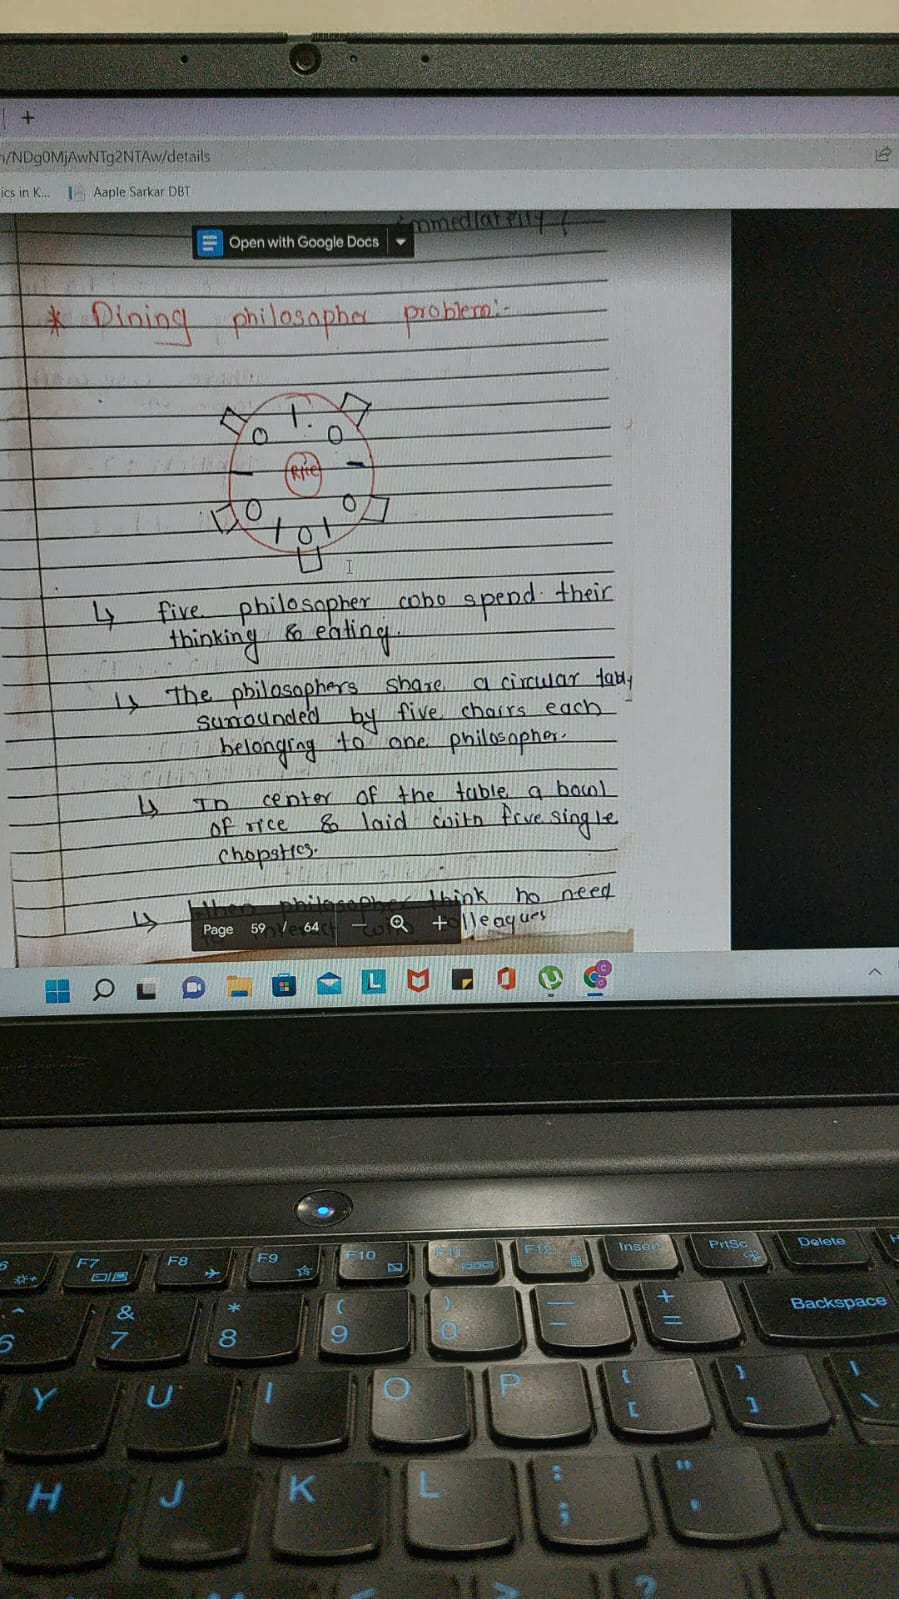 +
n/NDg0MjAwNTg2NTAw/details
ics in K...
Aaple Sarkar DBT
immediately
Open with Google Docs
* Dining philosopher problem:-
Rice
↳ five philosopher who spend their
thinking & eating.
↳ The philosophers share a circular table
surrounded by five chairs each
belonging to one philosopher.
↳ In center of the table a bowl
of rice & laid with five single
chopstics.
↳ When philosopher think no need
colleagues
Page 59 / 64 − +
F7 F8 F9 F10 F11 F12 Insert PrtSc Delete
6 & 7 * 8 ( 9 ) 0 _ - + = Backspace
Y U I O P { [ } ] | \
H J K L : ; " '
< > ?